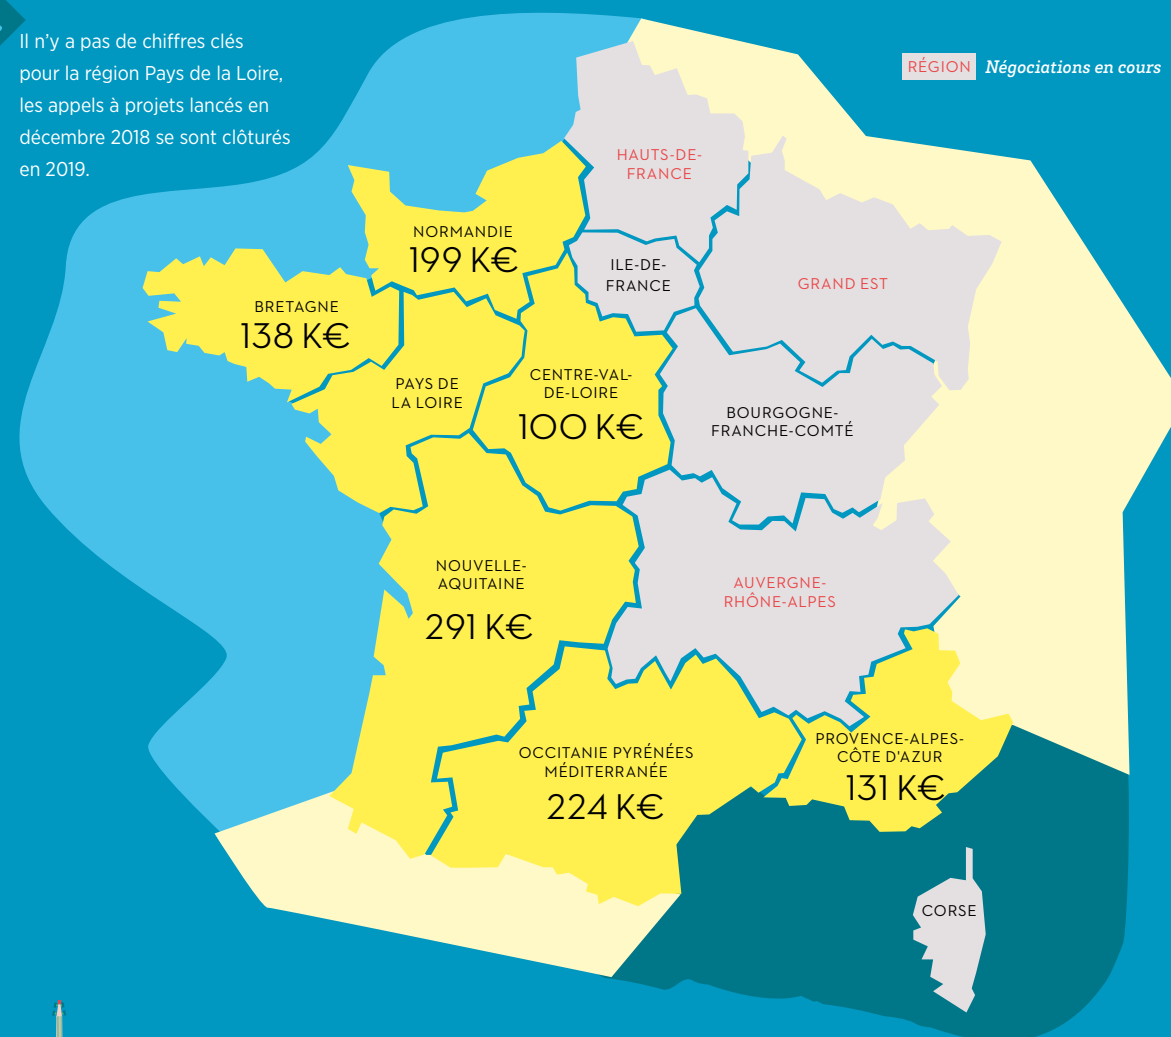 Il n'y a pas de chiffres clés
pour la région Pays de la Loire,
les appels à projets lancés en
décembre 2018 se sont clôturés
en 2019.
RÉGION Négociations en cours
HAUTS-DE-
FRANCE
NORMANDIE
199 K€
ILE-DE-
FRANCE
GRAND EST
BRETAGNE
138 K€
PAYS DE
LA LOIRE
CENTRE-VAL-
DE-LOIRE
100 K€
BOURGOGNE-
FRANCHE-COMTÉ
NOUVELLE-
AQUITAINE
291 K€
AUVERGNE-
RHÔNE-ALPES
OCCITANIE PYRÉNÉES
MÉDITERRANÉE
224 K€
PROVENCE-ALPES-
CÔTE D'AZUR
131 K€
CORSE